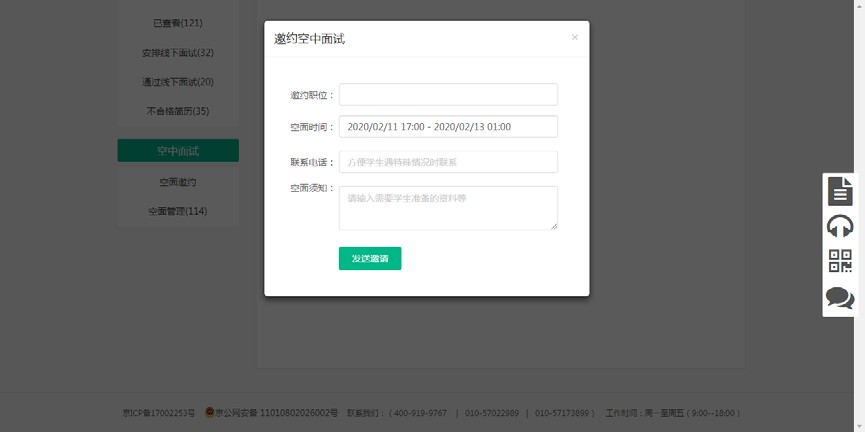 已查看(121)
安排线下面试(32)
通过线下面试(20)
不合格简历(35)
空中面试
空面邀约
空面管理(114)
邀约空中面试
×
邀约职位：
空面时间： 2020/02/11 17:00 - 2020/02/13 01:00
联系电话： 方便学生遇特殊情况时联系
空面须知： 请输入需要学生准备的资料等
发送邀请
京ICP备17002253号 京公网安备 11010802026002号 联系我们：( 400-919-9767 | 010-57022989 | 010-57173899 ) 工作时间：周一至周五 ( 9:00--18:00 )